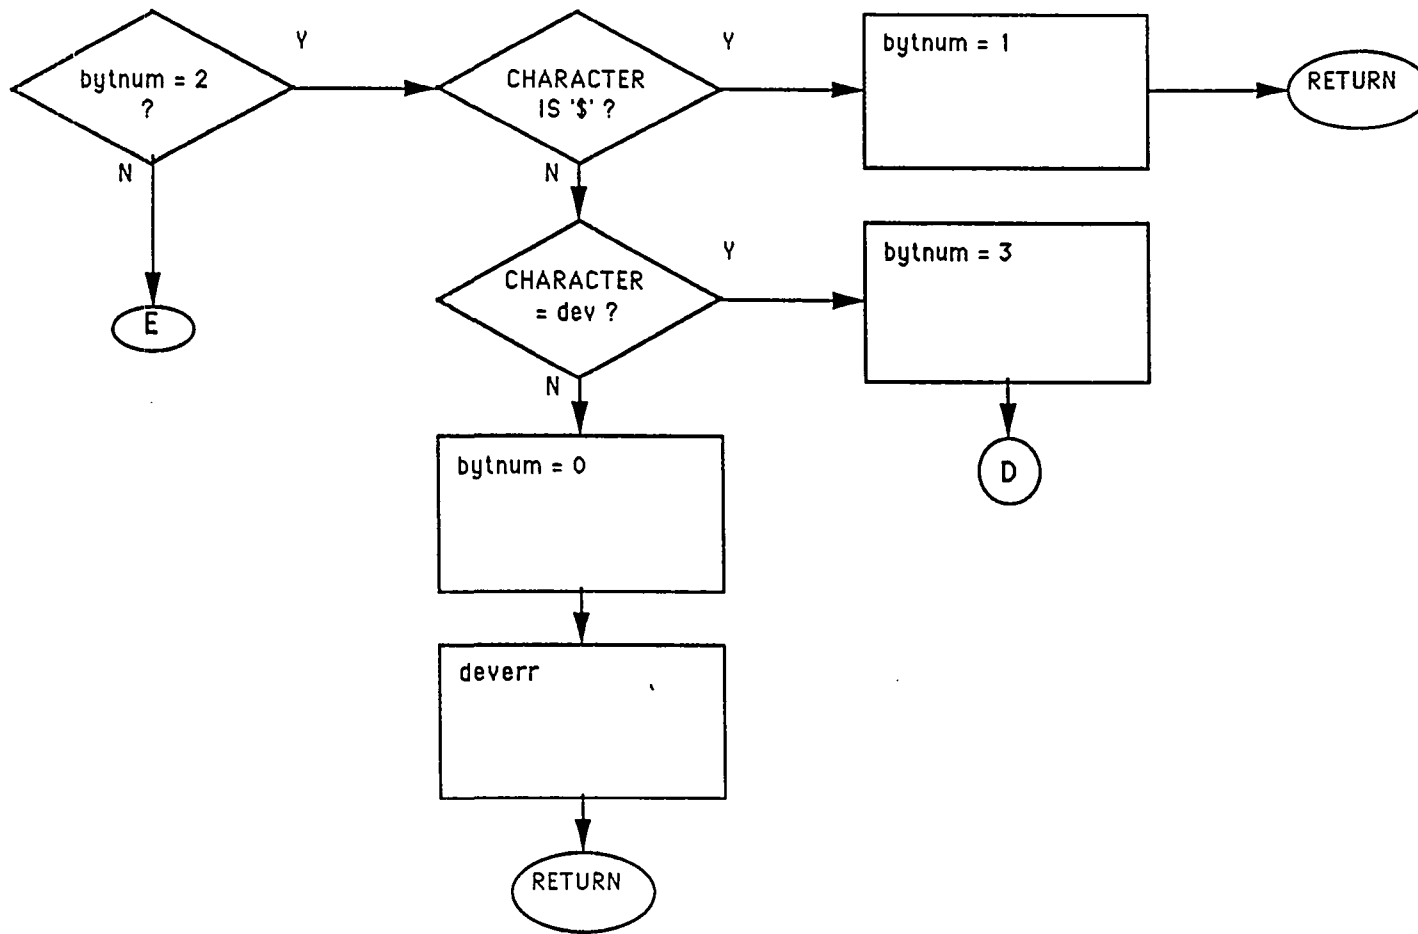 bytnum = 2
?
Y
N
E
CHARACTER
IS '$' ?
Y
N
bytnum = 1
RETURN
CHARACTER
= dev ?
Y
N
bytnum = 3
D
bytnum = 0
deverr
RETURN